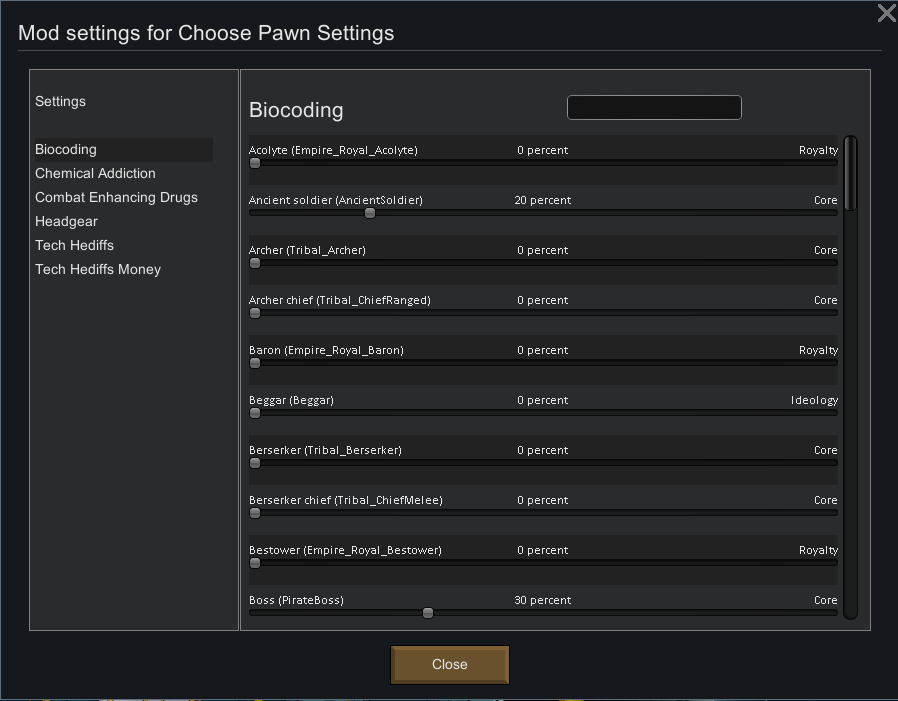 Mod settings for Choose Pawn Settings
Settings
Biocoding
Chemical Addiction
Combat Enhancing Drugs
Headgear
Tech Hediffs
Tech Hediffs Money
Biocoding
Acolyte (Empire_Royal_Acolyte) 0 percent Royalty
Ancient soldier (AncientSoldier) 20 percent Core
Archer (Tribal_Archer) 0 percent Core
Archer chief (Tribal_ChiefRanged) 0 percent Core
Baron (Empire_Royal_Baron) 0 percent Royalty
Beggar (Beggar) 0 percent Ideology
Berserker (Tribal_Berserker) 0 percent Core
Berserker chief (Tribal_ChiefMelee) 0 percent Core
Bestower (Empire_Royal_Bestower) 0 percent Royalty
Boss (PirateBoss) 30 percent Core
Close